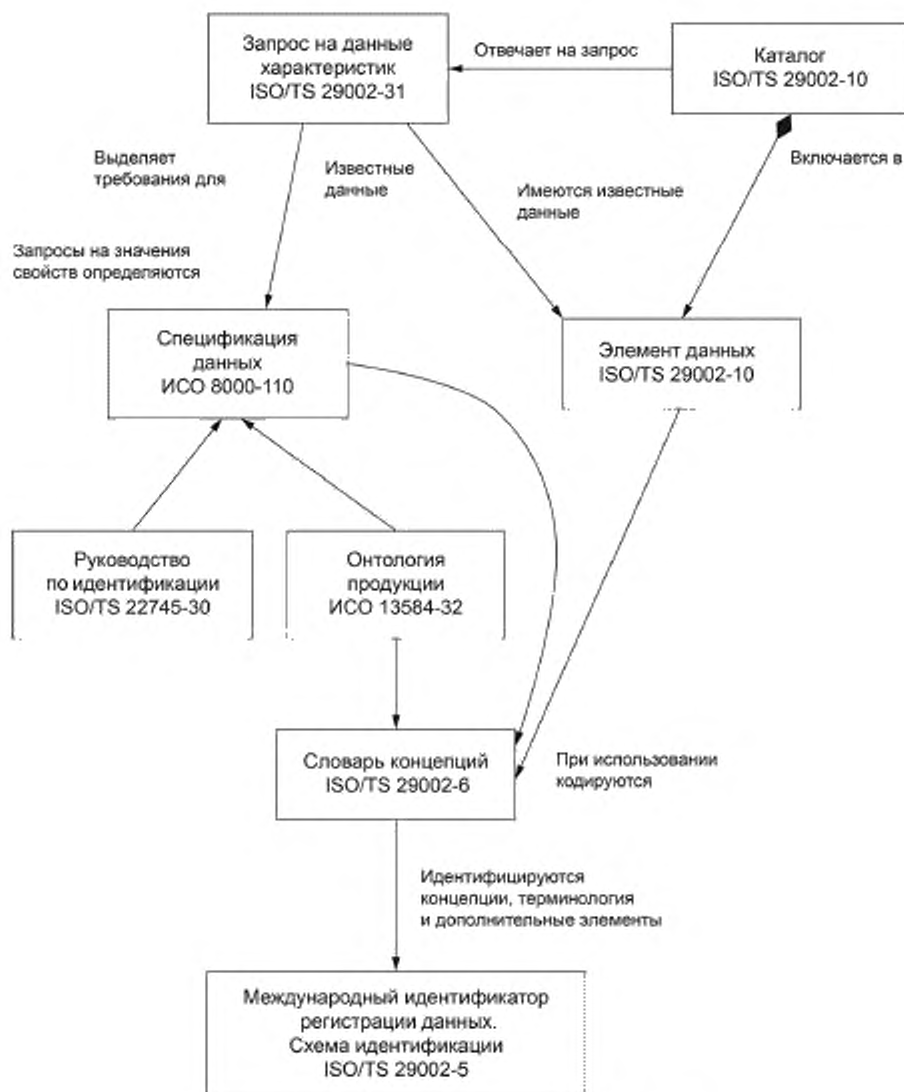 Запрос на данные
характеристик
ISO/TS 29002-31
Отвечает на запрос
Каталог
ISO/TS 29002-10
Выделяет
требования для
Известные
данные
Имеются известные
данные
Включается в
Запросы на значения
свойств определяются
Спецификация
данных
ИСО 8000-110
Элемент данных
ISO/TS 29002-10
Руководство
по идентификации
ISO/TS 22745-30
Онтология
продукции
ИСО 13584-32
Словарь концепций
ISO/TS 29002-6
При использовании
кодируются
Идентифицируются
концепции, терминология
и дополнительные элементы
Международный идентификатор
регистрации данных.
Схема идентификации
ISO/TS 29002-5